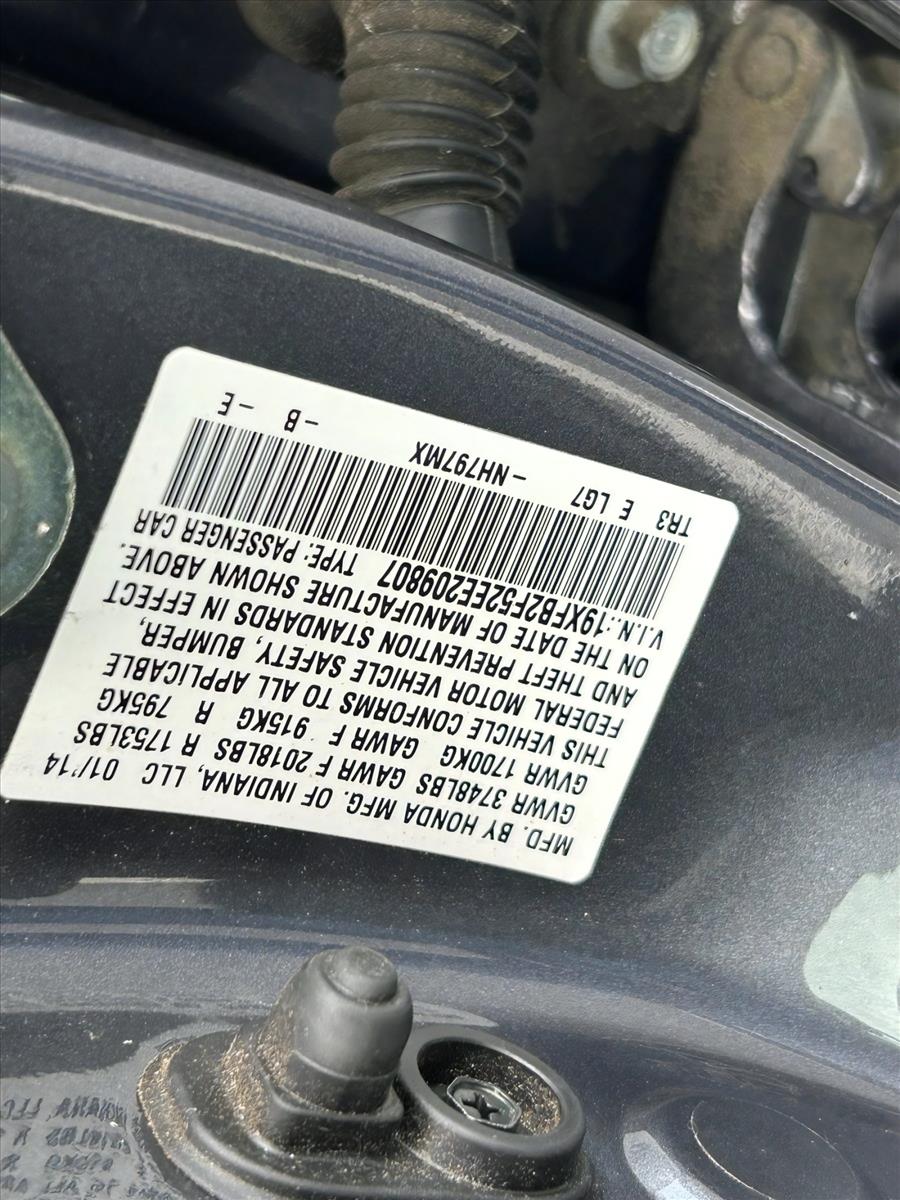 MFD. BY HONDA MFG. OF INDIANA, LLC 01/'14
GVWR 3748LBS GAWR F 2018LBS R 1753LBS
GVWR 1700KG GAWR F 915KG R 795KG
THIS VEHICLE CONFORMS TO ALL APPLICABLE
FEDERAL MOTOR VEHICLE SAFETY, BUMPER,
AND THEFT PREVENTION STANDARDS IN EFFECT
ON THE DATE OF MANUFACTURE SHOWN ABOVE.
V.I.N.:19XFB2F52EE209807 TYPE: PASSENGER CAR
TR3 E LG7 -NH797MX - B - E